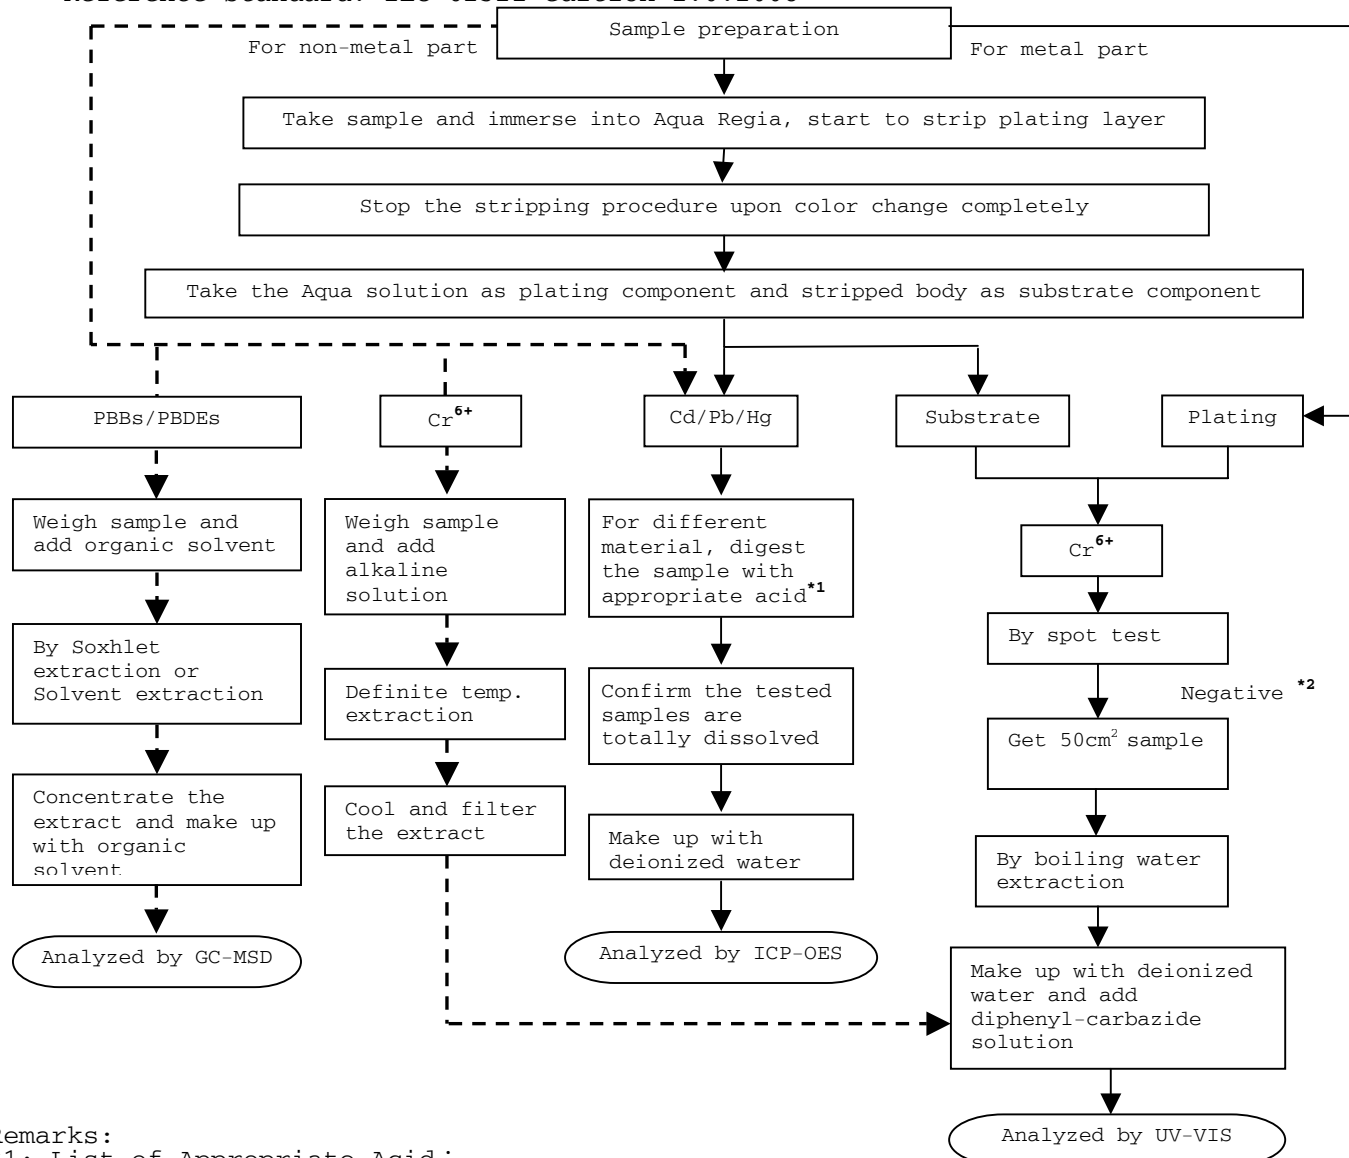 Sample preparation
For non-metal part
For metal part
Take sample and immerse into Aqua Regia, start to strip plating layer
Stop the stripping procedure upon color change completely
Take the Aqua solution as plating component and stripped body as substrate component
PBBs/PBDEs
Cr6+
Cd/Pb/Hg
Substrate
Plating
Weigh sample and
add organic solvent
Weigh sample
and add
alkaline
solution
For different
material, digest
the sample with
appropriate acid*1
Cr6+
By spot test
By Soxhlet
extraction or
Solvent extraction
Definite temp.
extraction
Confirm the tested
samples are
totally dissolved
Negative *2
Get 50cm2 sample
Concentrate the
extract and make up
with organic
solvent
Cool and filter
the extract
Make up with
deionized water
By boiling water
extraction
Analyzed by GC-MSD
Analyzed by ICP-OES
Make up with deionized
water and add
diphenyl-carbazide
solution
Analyzed by UV-VIS
Remarks:
1: List of Appropriate Acid: